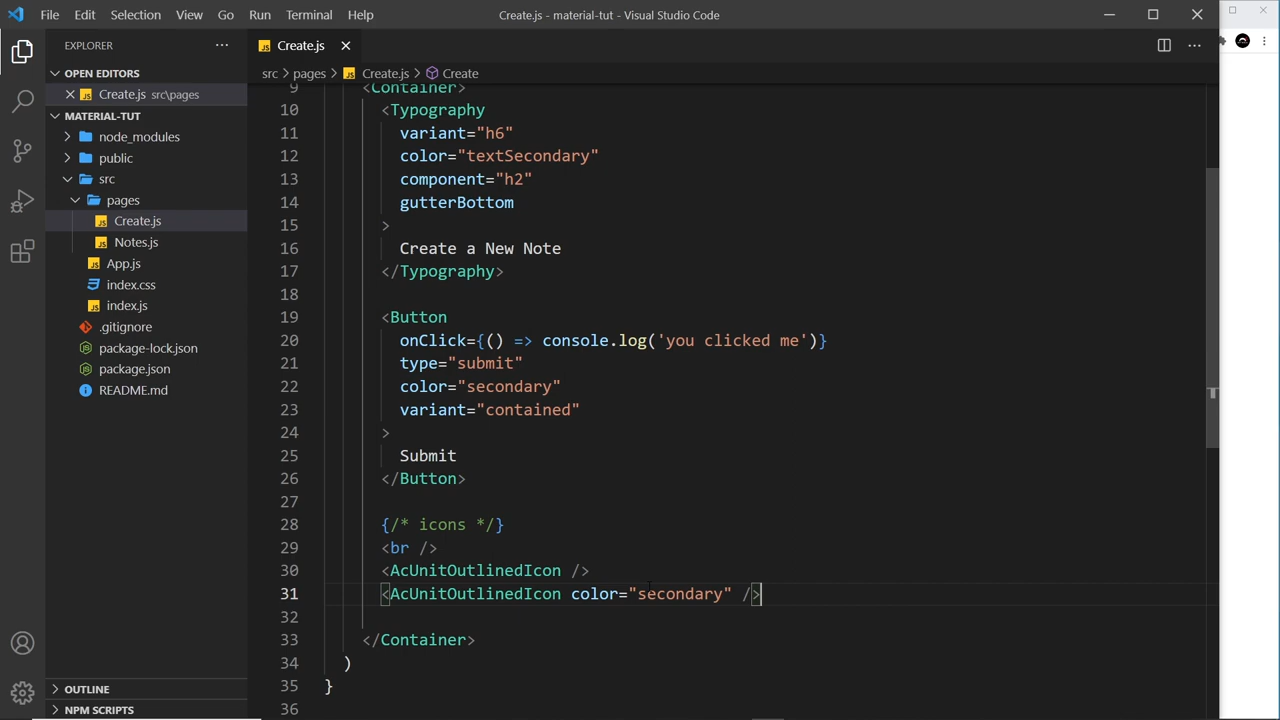 File Edit Selection View Go Run Terminal Help
Create.js - material-tut - Visual Studio Code
EXPLORER
OPEN EDITORS
Create.js src\pages
MATERIAL-TUT
node_modules
public
src
pages
Create.js
Notes.js
App.js
index.css
index.js
.gitignore
package-lock.json
package.json
README.md
OUTLINE
NPM SCRIPTS
Create.js
src > pages > Create.js > Create
9 <Container>
10 <Typography
11 variant="h6"
12 color="textSecondary"
13 component="h2"
14 gutterBottom
15 >
16 Create a New Note
17 </Typography>
18
19 <Button
20 onClick={() => console.log('you clicked me')}
21 type="submit"
22 color="secondary"
23 variant="contained"
24 >
25 Submit
26 </Button>
27
28 {/* icons */}
29 <br />
30 <AcUnitOutlinedIcon />
31 <AcUnitOutlinedIcon color="secondary" />
32
33 </Container>
34 )
35 }
36